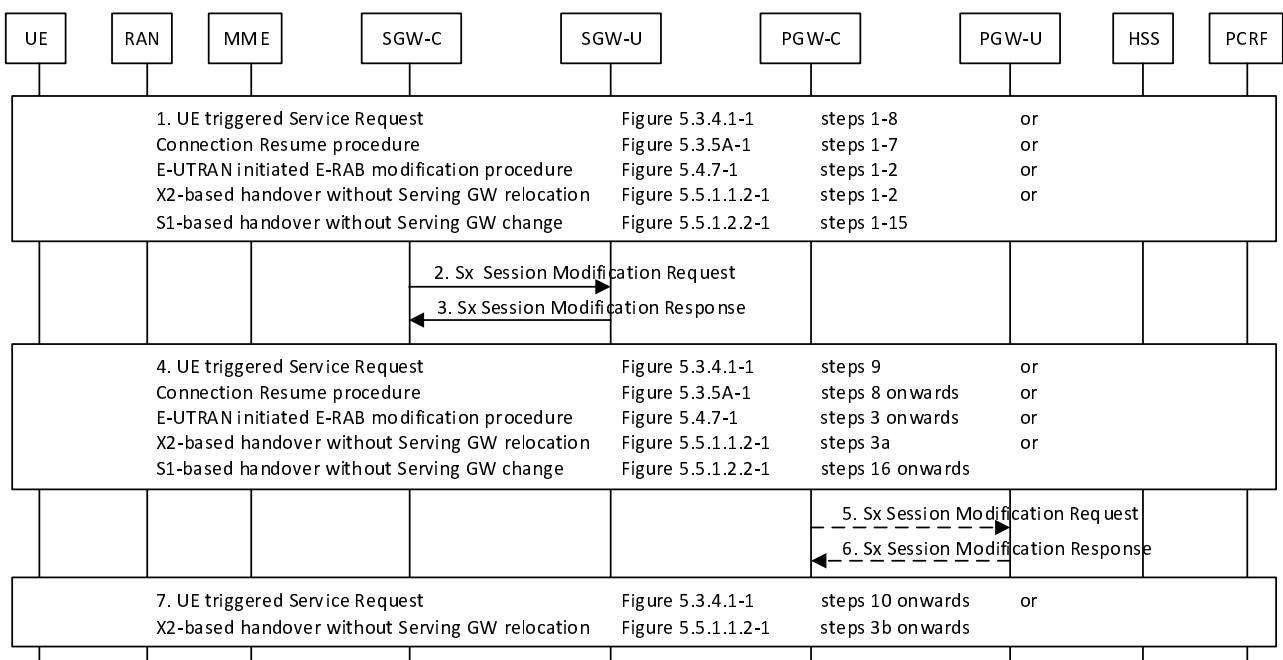 UE RAN MME SGW-C SGW-U PGW-C PGW-U HSS PCRF
1. UE triggered Service Request Figure 5.3.4.1-1 steps 1-8 or
Connection Resume procedure Figure 5.3.5A-1 steps 1-7 or
E-UTRAN initiated E-RAB modification procedure Figure 5.4.7-1 steps 1-2 or
X2-based handover without Serving GW relocation Figure 5.5.1.1.2-1 steps 1-2 or
S1-based handover without Serving GW change Figure 5.5.1.2.2-1 steps 1-15
2. Sx Session Modification Request
3. Sx Session Modification Response
4. UE triggered Service Request Figure 5.3.4.1-1 steps 9 or
Connection Resume procedure Figure 5.3.5A-1 steps 8 onwards or
E-UTRAN initiated E-RAB modification procedure Figure 5.4.7-1 steps 3 onwards or
X2-based handover without Serving GW relocation Figure 5.5.1.1.2-1 steps 3a or
S1-based handover without Serving GW change Figure 5.5.1.2.2-1 steps 16 onwards
5. Sx Session Modification Request
6. Sx Session Modification Response
7. UE triggered Service Request Figure 5.3.4.1-1 steps 10 onwards or
X2-based handover without Serving GW relocation Figure 5.5.1.1.2-1 steps 3b onwards